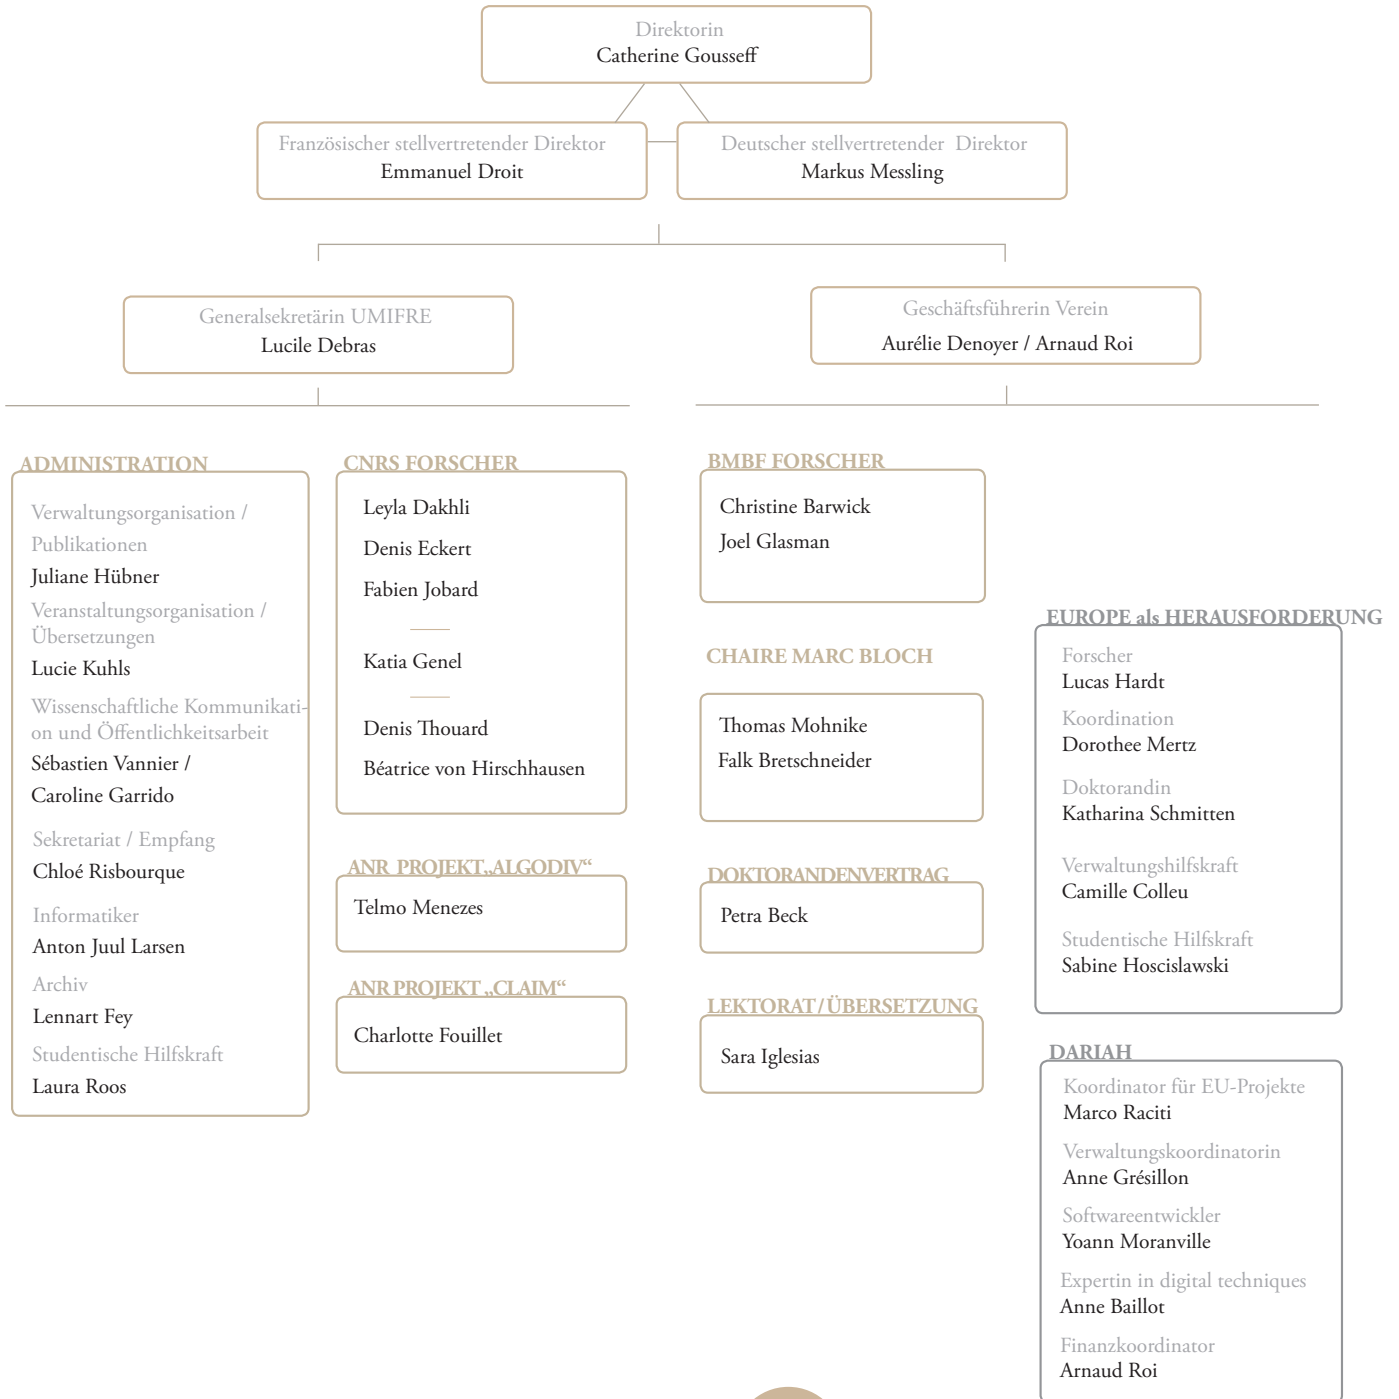 Direktorin
Catherine Gousseff
Französischer stellvertretender Direktor
Emmanuel Droit
Deutscher stellvertretender Direktor
Markus Messling
Generalsekretärin UMIFRE
Lucile Debras
Geschäftsführerin Verein
Aurélie Denoyer / Arnaud Roi
ADMINISTRATION
Verwaltungsorganisation /
Publikationen
Juliane Hübner
Veranstaltungsorganisation /
Übersetzungen
Lucie Kuhls
Wissenschaftliche Kommunikati-
on und Öffentlichkeitsarbeit
Sébastien Vannier /
Caroline Garrido
Sekretariat / Empfang
Chloé Risbourque
Informatiker
Anton Juul Larsen
Archiv
Lennart Fey
Studentische Hilfskraft
Laura Roos
CNRS FORSCHER
Leyla Dakhli
Denis Eckert
Fabien Jobard
Katia Genel
Denis Thouard
Béatrice von Hirschhausen
ANR PROJEKT„ALGODIV“
Telmo Menezes
ANR PROJEKT „CLAIM“
Charlotte Fouillet
BMBF FORSCHER
Christine Barwick
Joel Glasman
CHAIRE MARC BLOCH
Thomas Mohnike
Falk Bretschneider
DOKTORANDENVERTRAG
Petra Beck
LEKTORAT / ÜBERSETZUNG
Sara Iglesias
EUROPE als HERAUSFORDERUNG
Forscher
Lucas Hardt
Koordination
Dorothee Mertz
Doktorandin
Katharina Schmitten
Verwaltungshilfskraft
Camille Colleu
Studentische Hilfskraft
Sabine Hoscislawski
DARIAH
Koordinator für EU-Projekte
Marco Raciti
Verwaltungskoordinatorin
Anne Grésillon
Softwareentwickler
Yoann Moranville
Expertin in digital techniques
Anne Baillot
Finanzkoordinator
Arnaud Roi